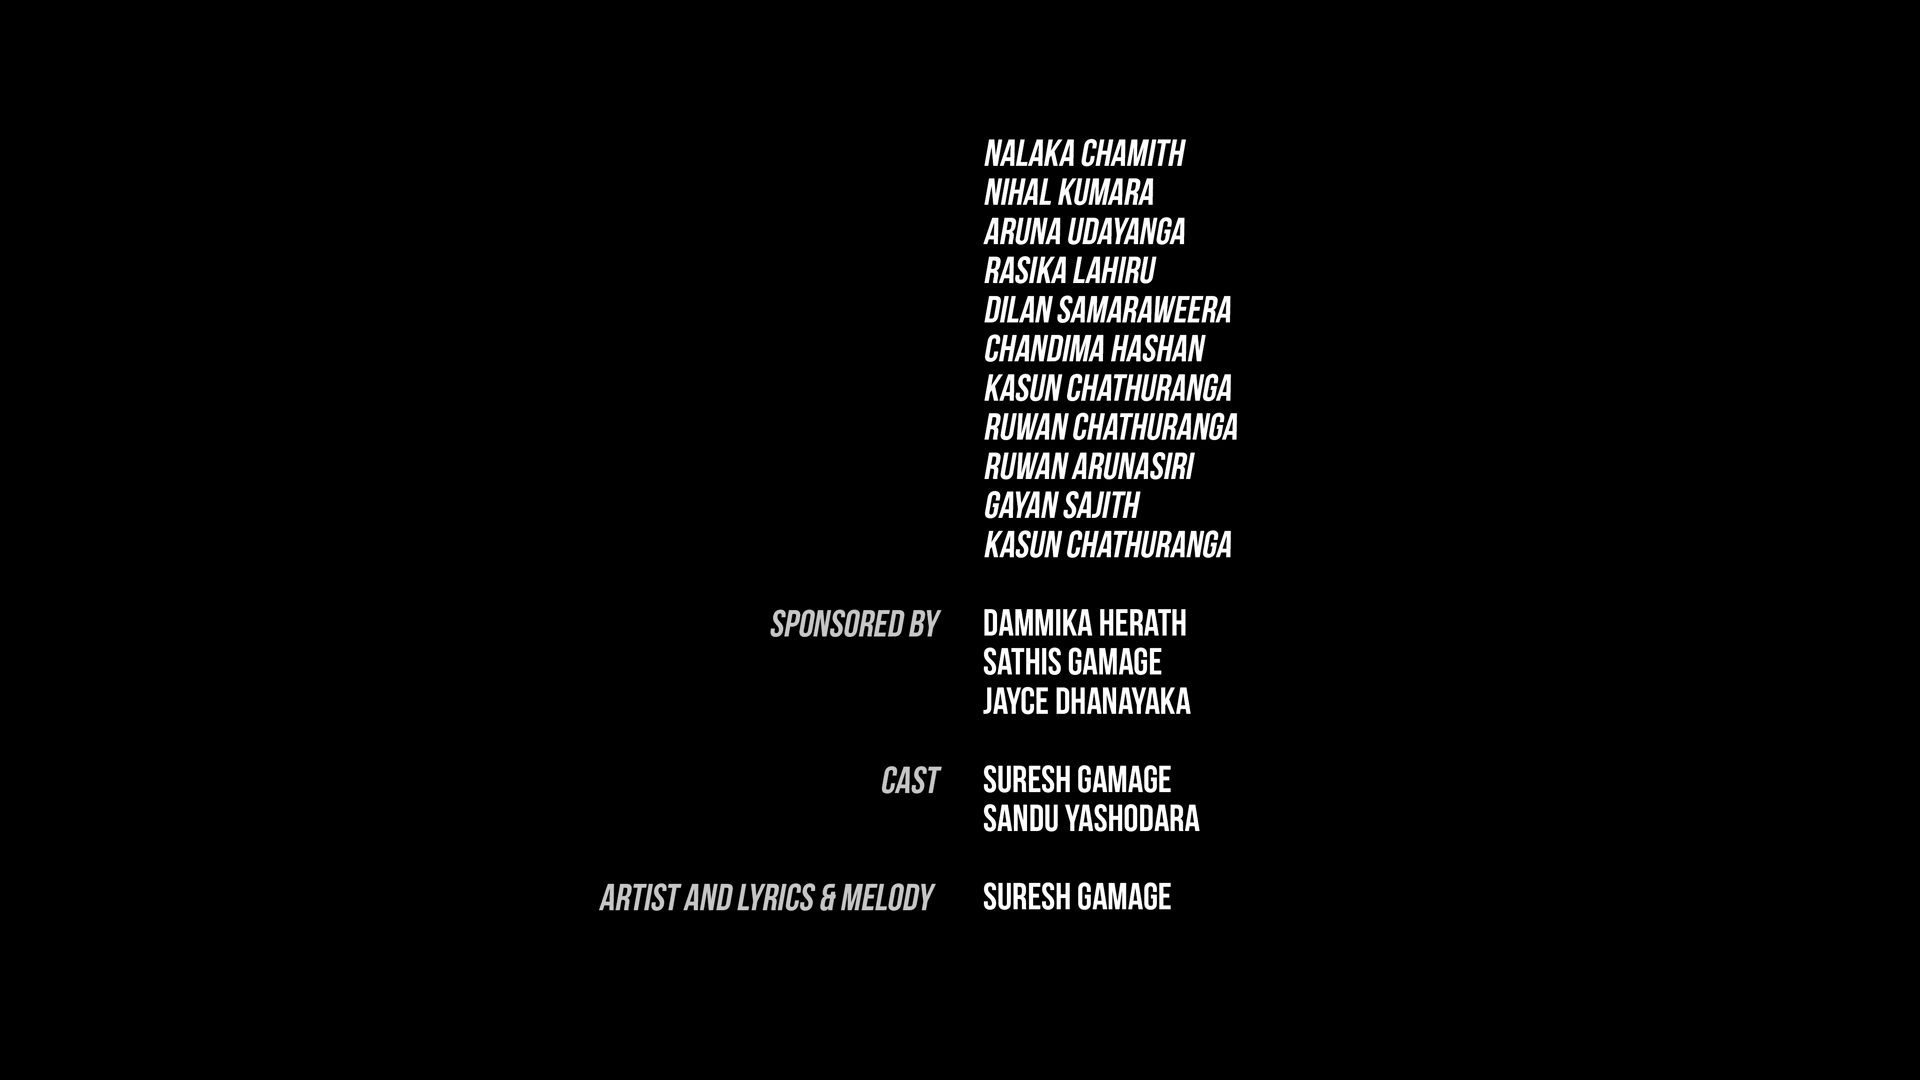 NALAKA CHAMITH
NIHAL KUMARA
ARUNA UDAYANGA
RASIKA LAHIRU
DILAN SAMARAWEERA
CHANDIMA HASHAN
KASUN CHATHURANGA
RUWAN CHATHURANGA
RUWAN ARUNASIRI
GAYAN SAJITH
KASUN CHATHURANGA
SPONSORED BY DAMMIKA HERATH
SATHIS GAMAGE
JAYCE DHANAYAKA
CAST SURESH GAMAGE
SANDU YASHODARA
ARTIST AND LYRICS & MELODY SURESH GAMAGE